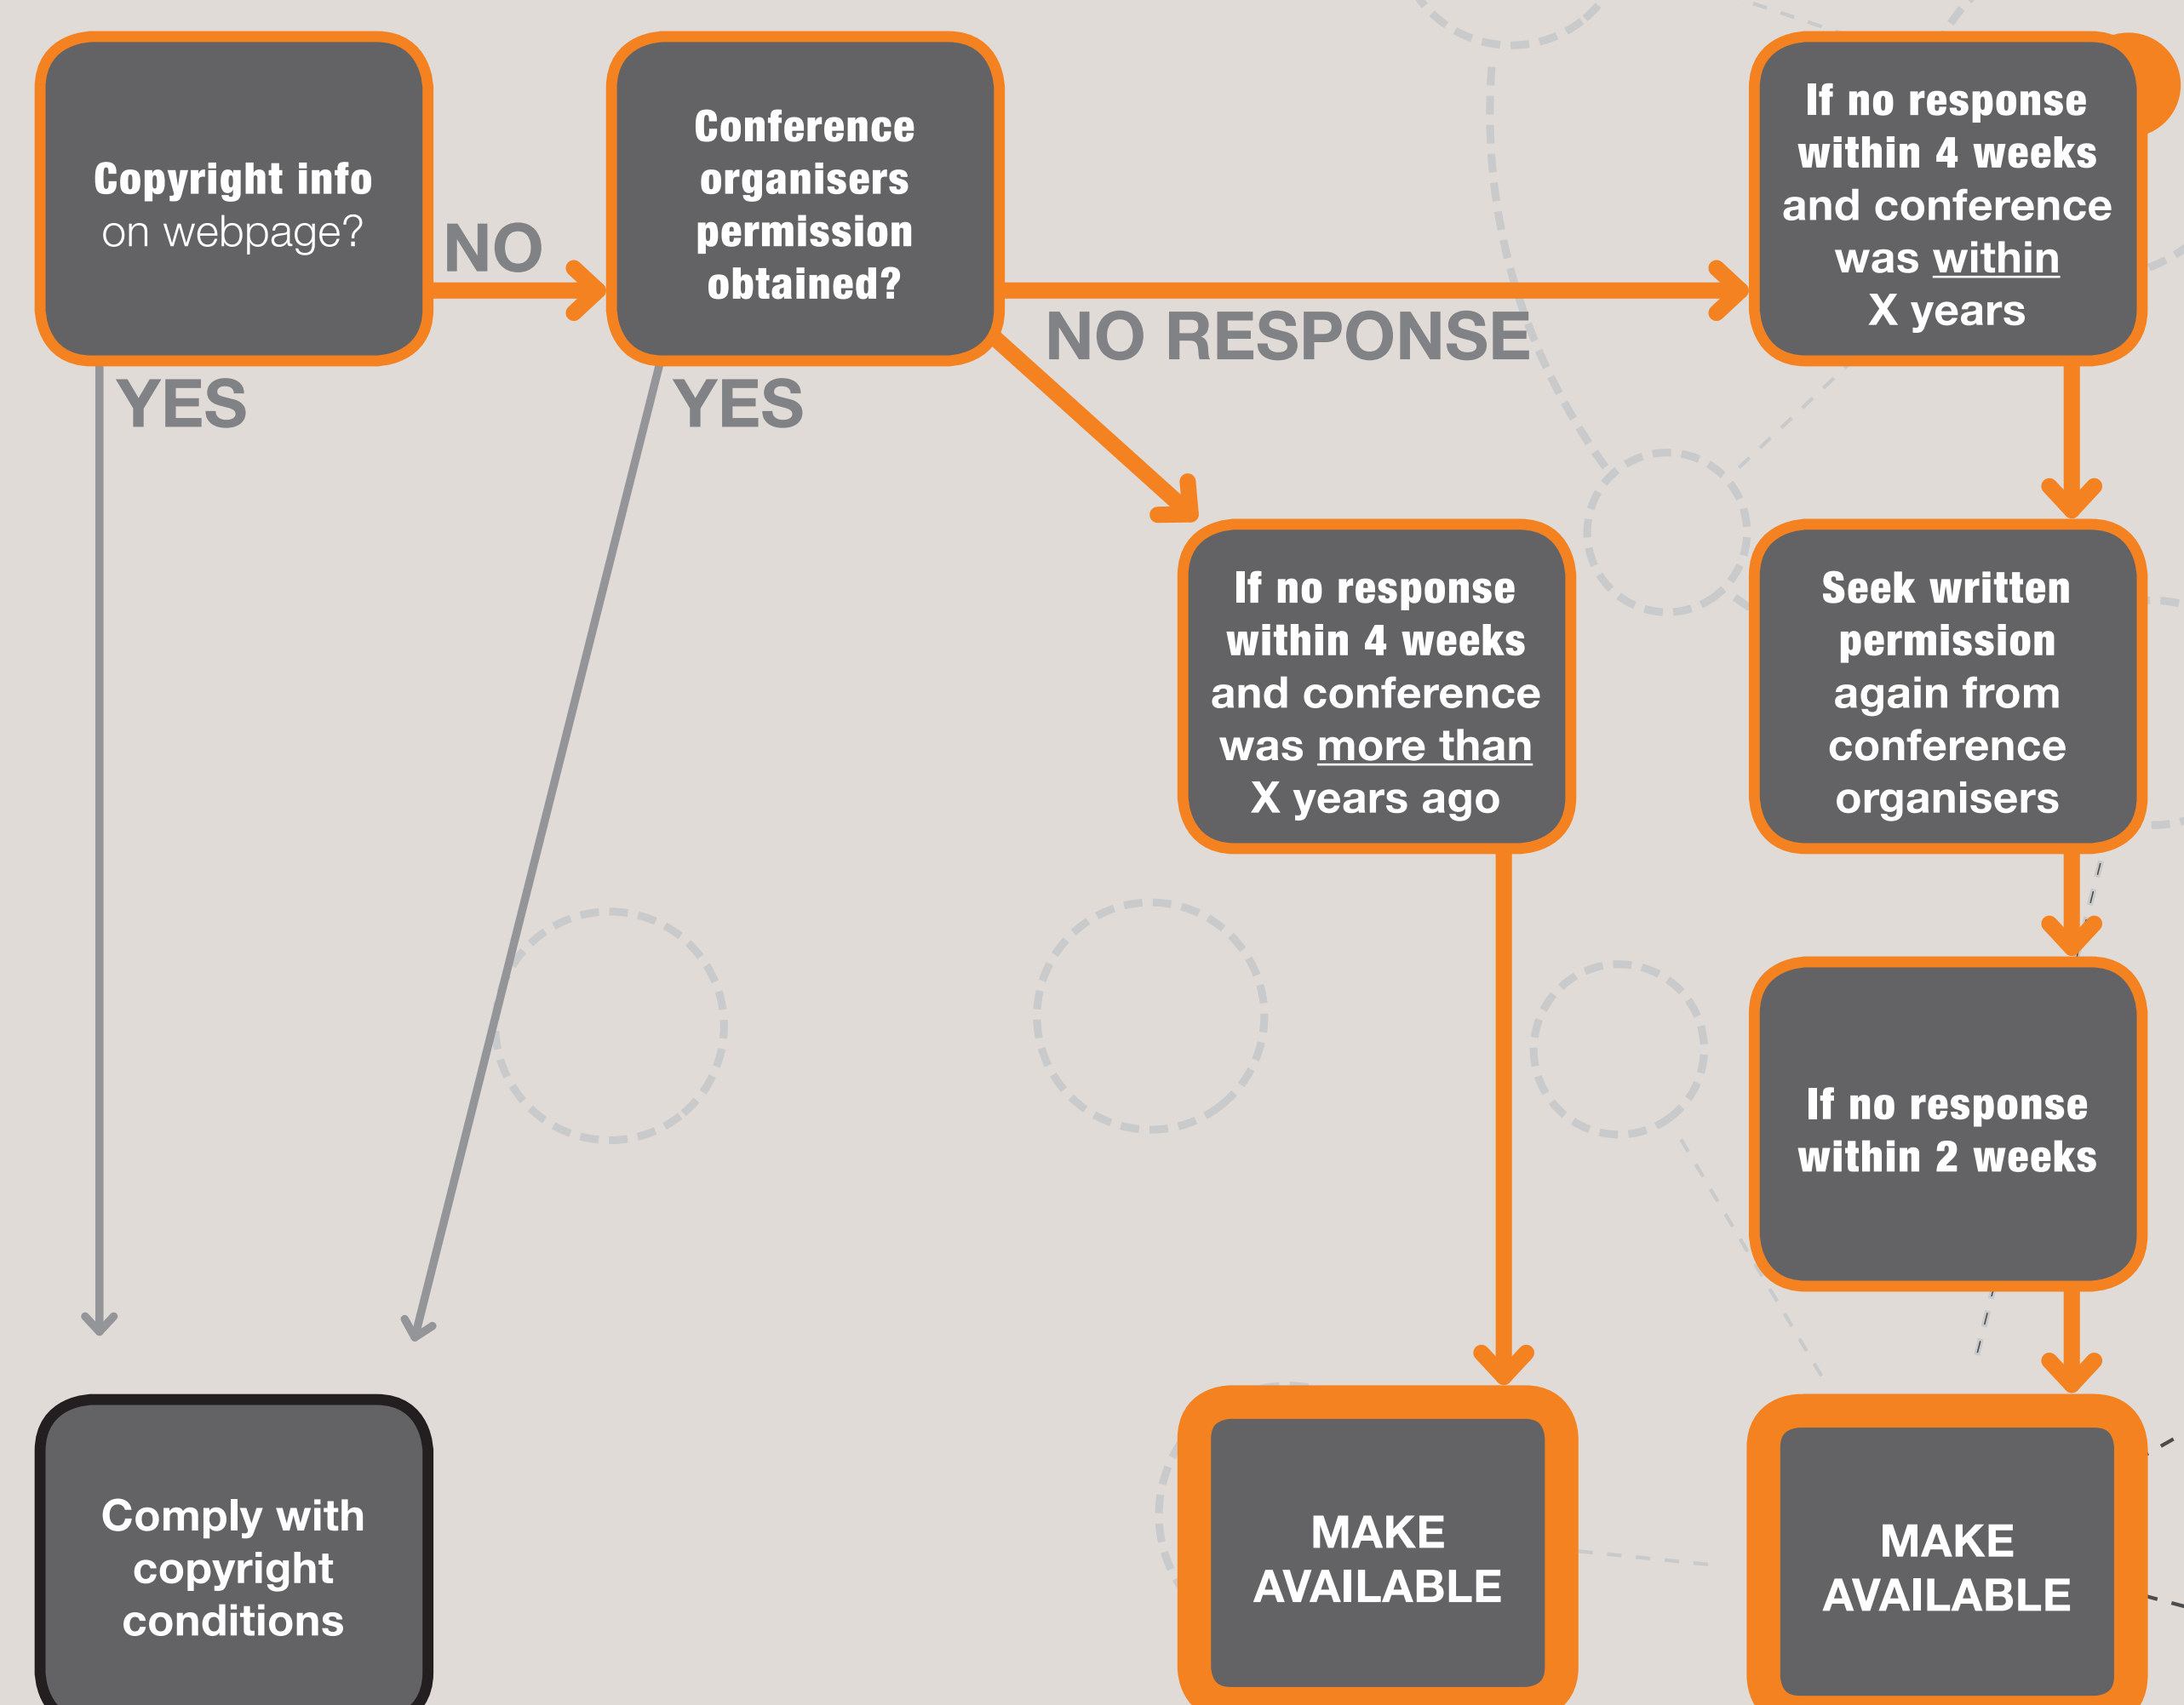 Copyright info
on webpage?
NO
YES
Conference
organisers
permission
obtained?
NO RESPONSE
YES
If no response
within 4 weeks
and conference
was within
X years
If no response
within 4 weeks
and conference
was more than
X years ago
Seek written
permission
again from
conference
organisers
If no response
within 2 weeks
Comply with
copyright
conditions
MAKE
AVAILABLE
MAKE
AVAILABLE